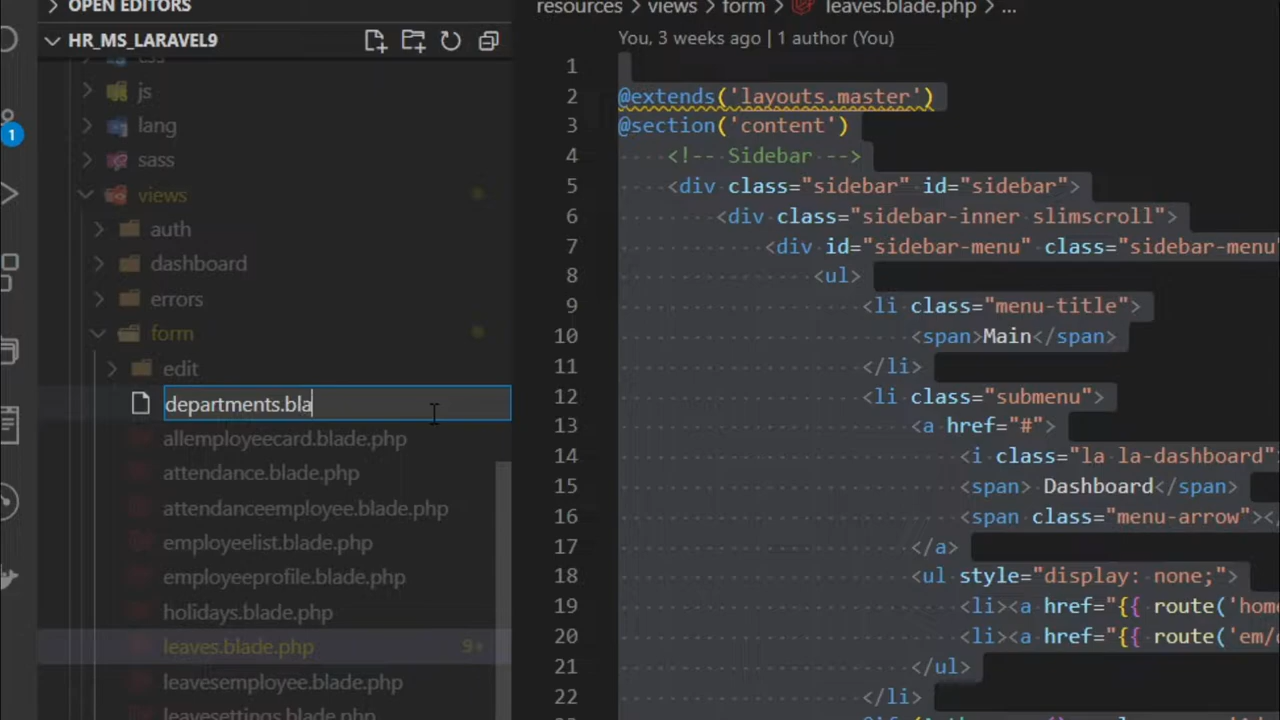 OPEN EDITORS
HR_MS_LARAVEL9
js
lang
sass
views
auth
dashboard
errors
form
edit
departments.bla
allemployeecard.blade.php
attendance.blade.php
attendanceemployee.blade.php
employeelist.blade.php
employeeprofile.blade.php
holidays.blade.php
leaves.blade.php 9+
leavesemployee.blade.php
leavesettings.blade.php
1
resources > views > form > leaves.blade.php > ...
You, 3 weeks ago | 1 author (You)
1
2 @extends('layouts.master')
3 @section('content')
4 <!-- Sidebar -->
5 <div class="sidebar" id="sidebar">
6 <div class="sidebar-inner slimscroll">
7 <div id="sidebar-menu" class="sidebar-menu"
8 <ul>
9 <li class="menu-title">
10 <span>Main</span>
11 </li>
12 <li class="submenu">
13 <a href="#">
14 <i class="la la-dashboard"
15 <span> Dashboard</span>
16 <span class="menu-arrow"><
17 </a>
18 <ul style="display: none;">
19 <li><a href="{{ route('hom
20 <li><a href="{{ route('em/
21 </ul>
22 </li>